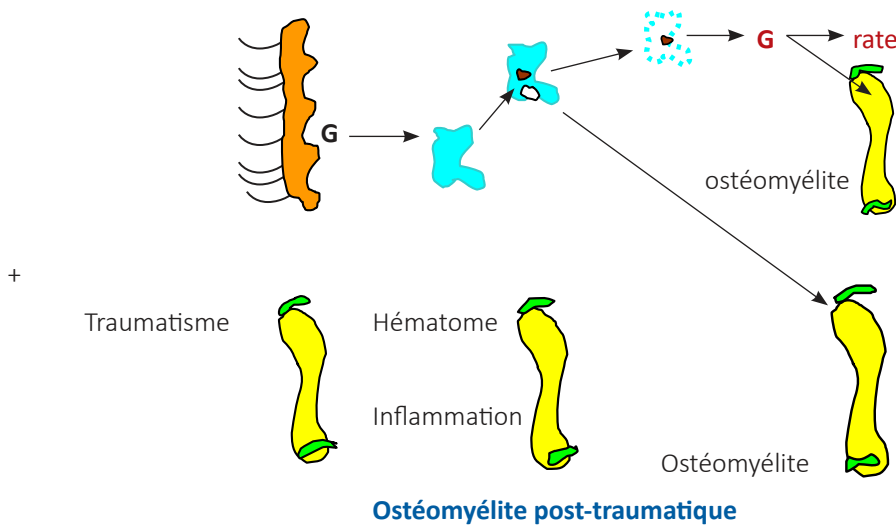 G
G
rate
ostéomyélite
+
Traumatisme
Hématome
Inflammation
Ostéomyélite
Ostéomyélite post-traumatique